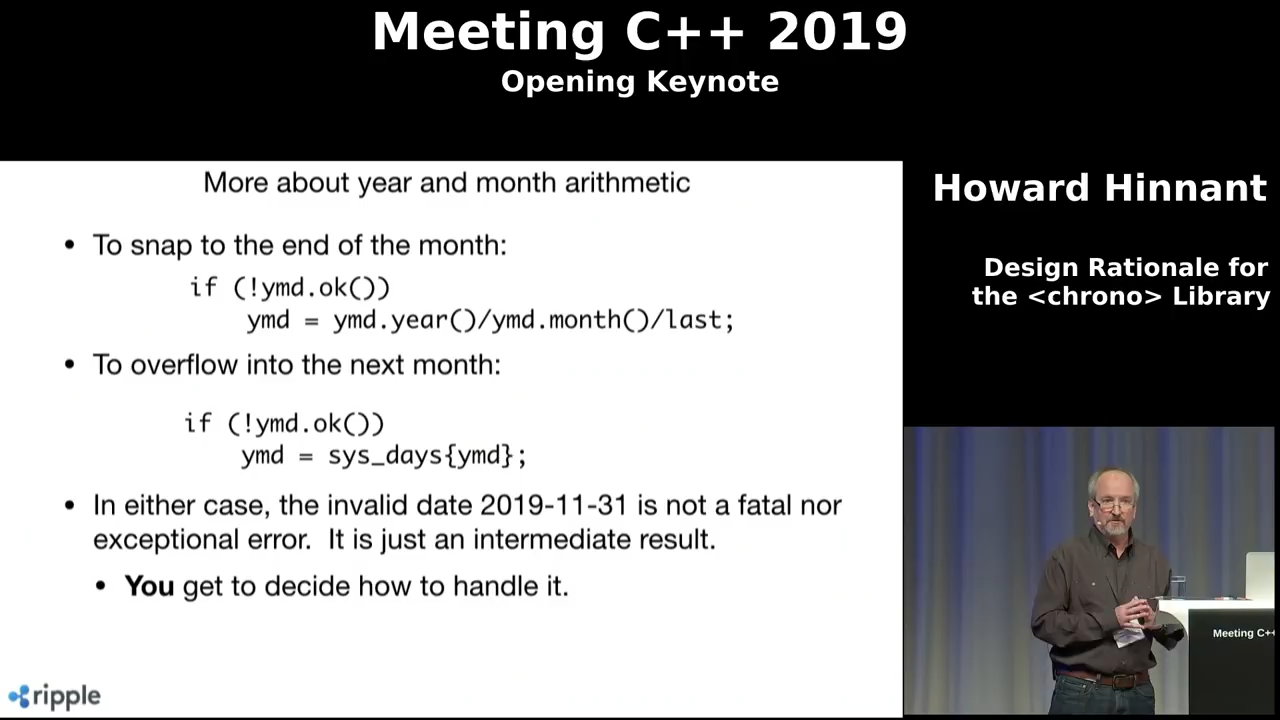 Meeting C++ 2019
Opening Keynote
More about year and month arithmetic
• To snap to the end of the month:
if (!ymd.ok())
ymd = ymd.year()/ymd.month()/last;
• To overflow into the next month:
if (!ymd.ok())
ymd = sys_days{ymd};
• In either case, the invalid date 2019-11-31 is not a fatal nor
exceptional error. It is just an intermediate result.
• You get to decide how to handle it.
ripple
Howard Hinnant
Design Rationale for
the <chrono> Library
Meeting C++